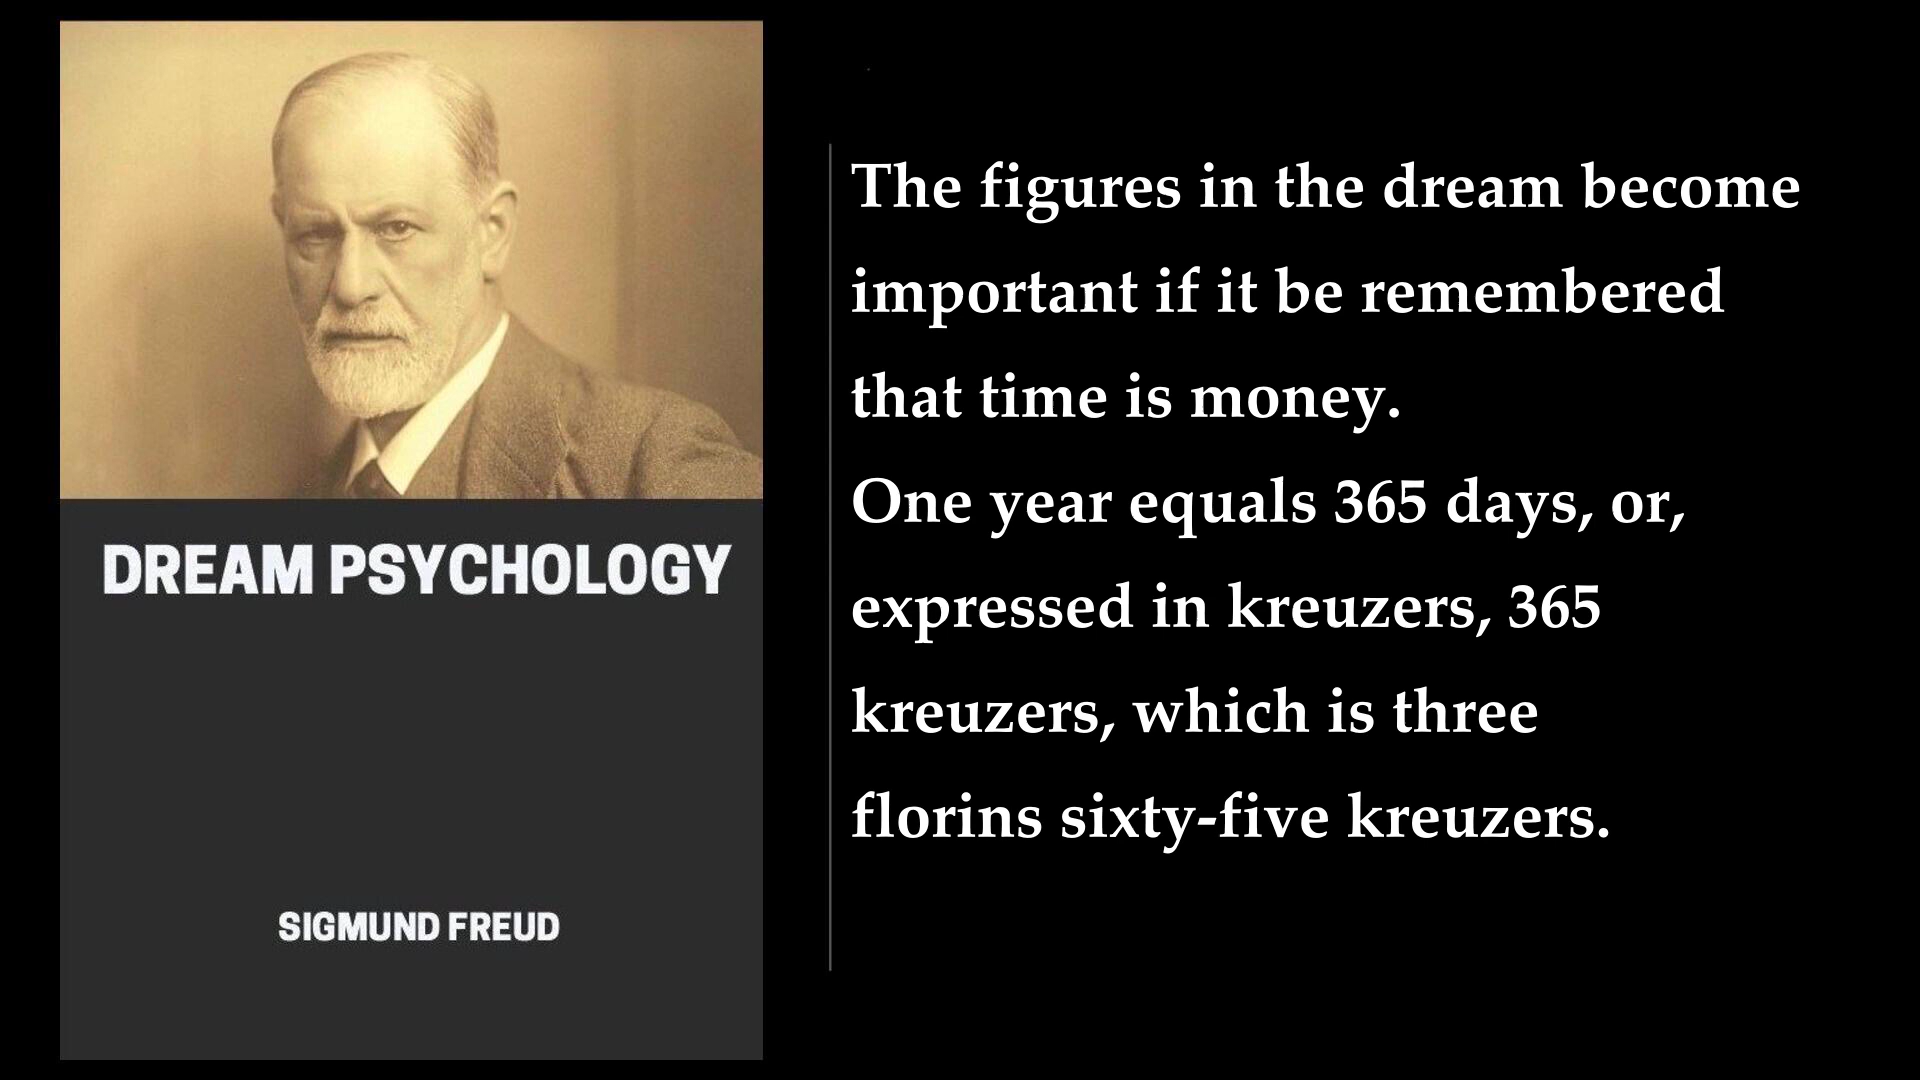 DREAM PSYCHOLOGY
SIGMUND FREUD
The figures in the dream become
important if it be remembered
that time is money.
One year equals 365 days, or,
expressed in kreuzers, 365
kreuzers, which is three
florins sixty-five kreuzers.